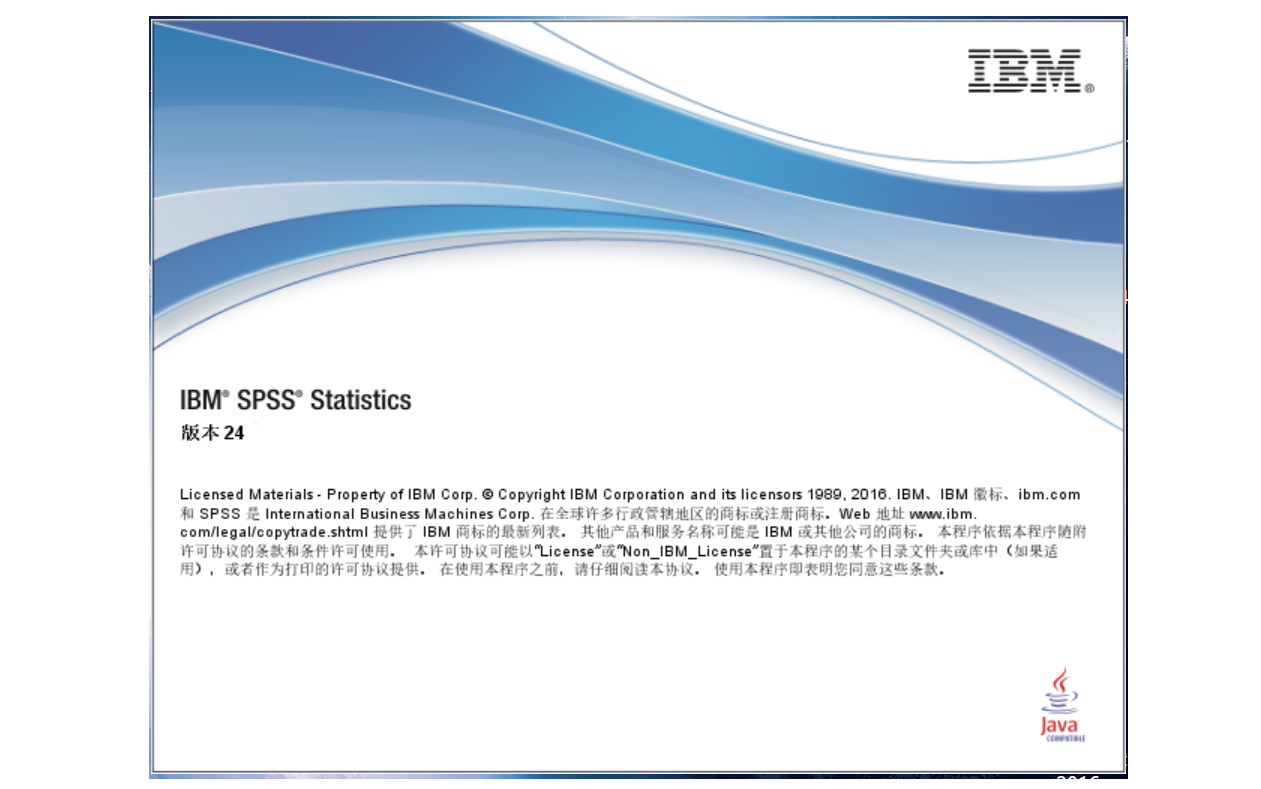 IBM®
IBM® SPSS® Statistics
版本 24
Licensed Materials - Property of IBM Corp. © Copyright IBM Corporation and its licensors 1989, 2016. IBM、IBM 徽标、ibm.com
和 SPSS 是 International Business Machines Corp. 在全球许多行政管辖地区的商标或注册商标。Web 地址 www.ibm.
com/legal/copytrade.shtml 提供了 IBM 商标的最新列表。 其他产品和服务名称可能是 IBM 或其他公司的商标。 本程序依据本程序随附
许可协议的条款和条件许可使用。 本许可协议可能以“License”或“Non_IBM_License”置于本程序的某个目录文件夹或库中（如果适
用），或者作为打印的许可协议提供。 在使用本程序之前，请仔细阅读本协议。 使用本程序即表明您同意这些条款。
Java
COMPATIBLE